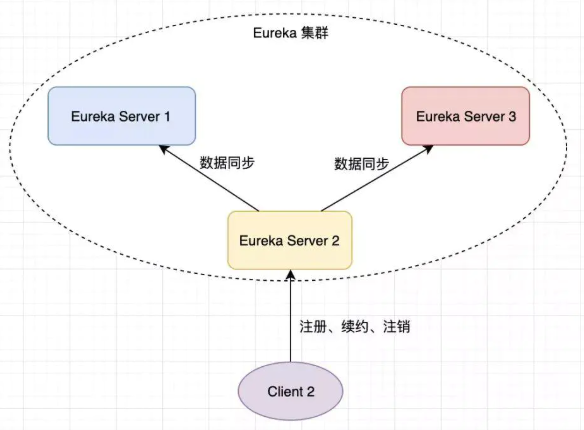 Eureka 集群
Eureka Server 1
Eureka Server 3
数据同步
数据同步
Eureka Server 2
注册、续约、注销
Client 2